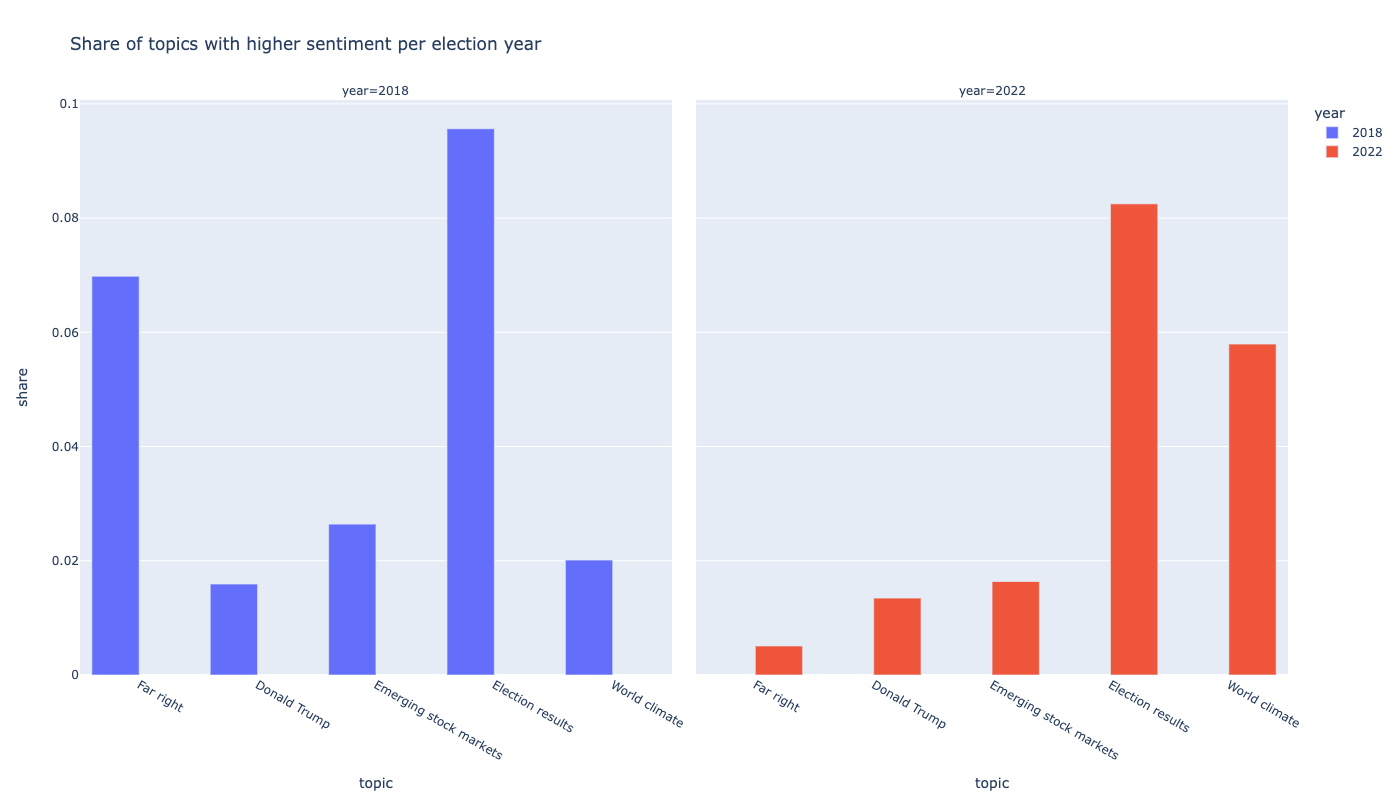 Share of topics with higher sentiment per election year
year=2018
year=2022
year
2018
2022
share
0.1
0.08
0.06
0.04
0.02
0
Far right
Donald Trump
Emerging stock markets
Election results
World climate
Far right
Donald Trump
Emerging stock markets
Election results
World climate
topic
topic